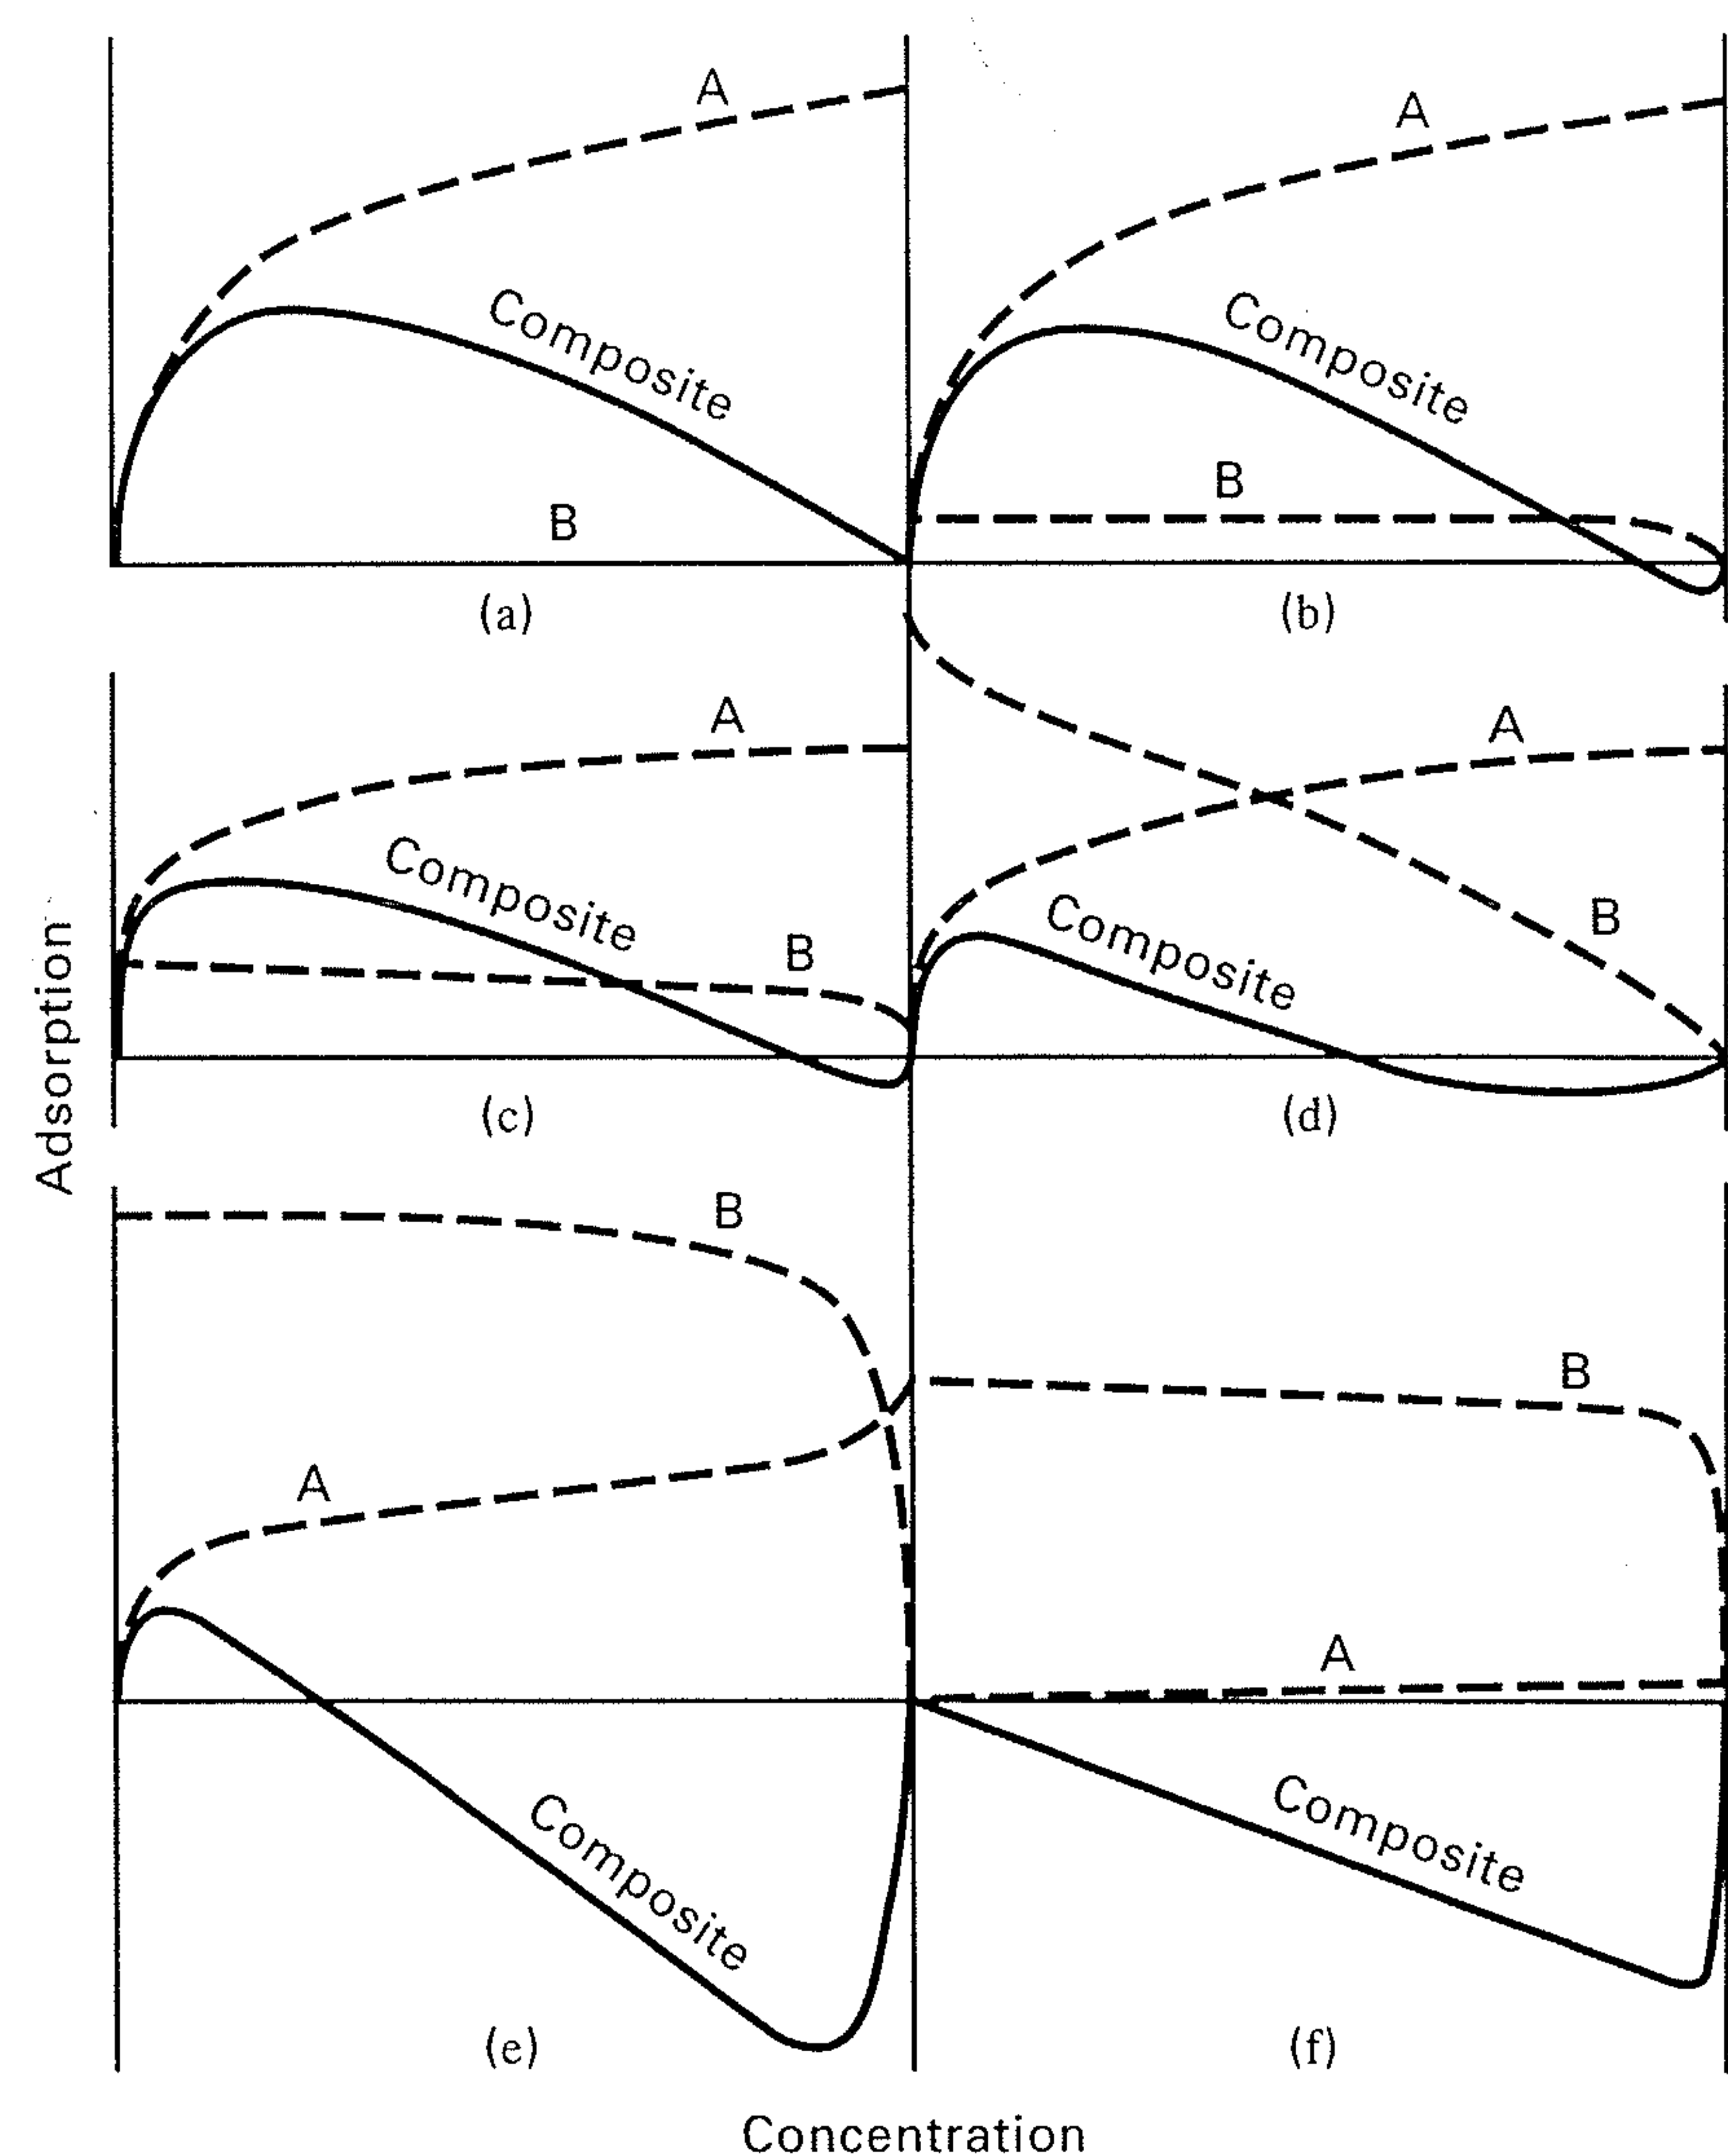 A
Composite
B
(a)
A
Composite
B
(b)
A
Composite
B
(c)
A
Composite
B
(d)
B
A
Composite
(e)
B
A
Composite
(f)
Adsorption
Concentration